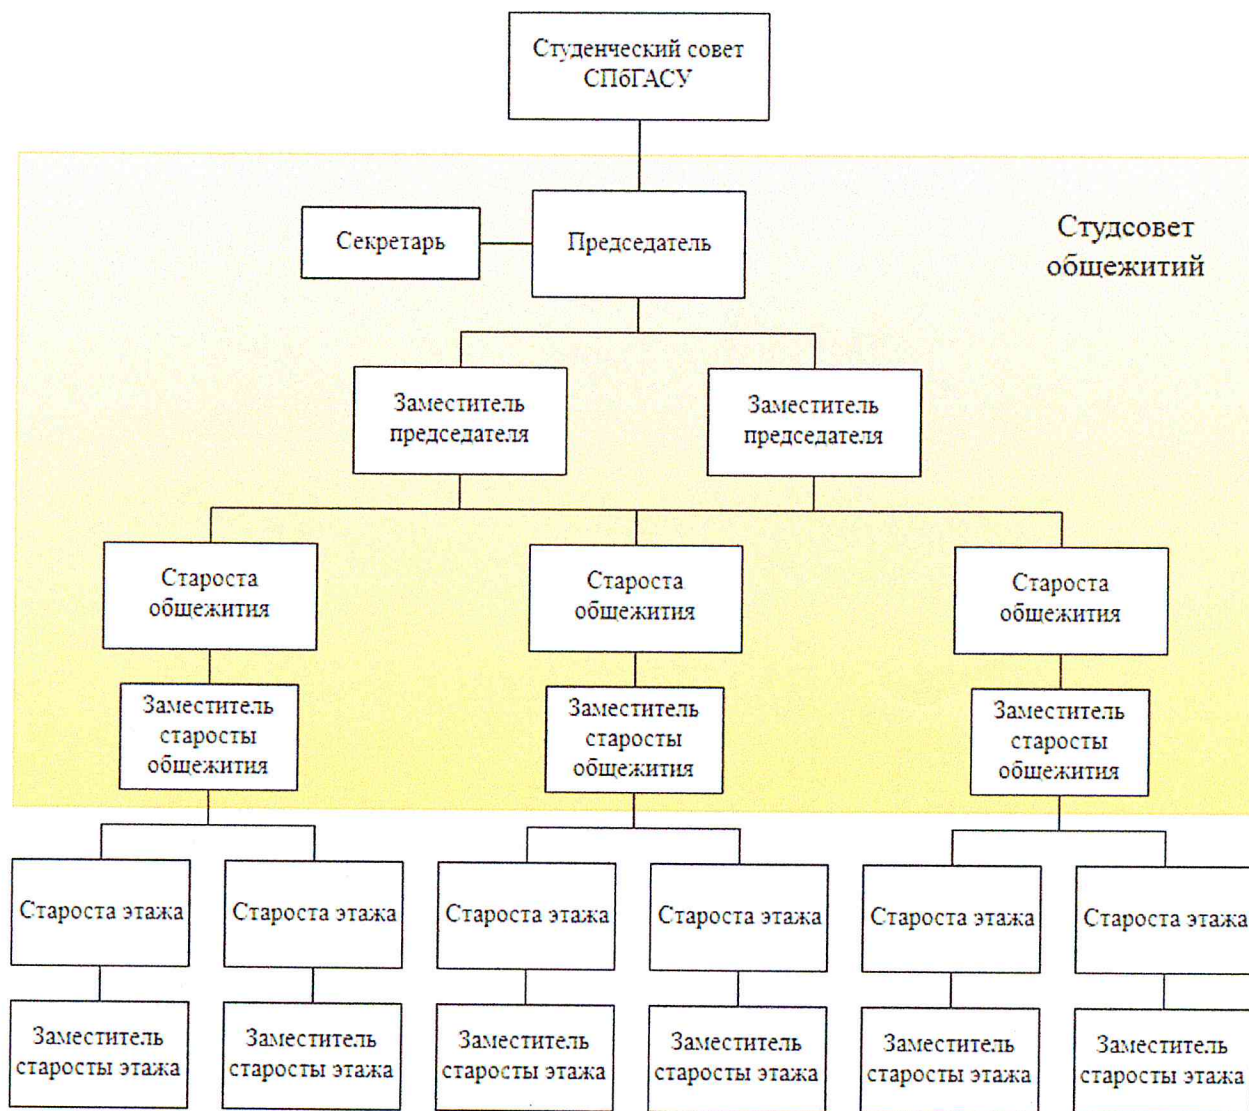 Студенческий совет
СПбГАСУ
Секретарь
Председатель
Студсовет
общежитий
Заместитель
председателя
Заместитель
председателя
Староста
общежития
Староста
общежития
Староста
общежития
Заместитель
старосты
общежития
Заместитель
старосты
общежития
Заместитель
старосты
общежития
Староста этажа
Староста этажа
Староста этажа
Староста этажа
Староста этажа
Староста этажа
Заместитель
старосты этажа
Заместитель
старосты этажа
Заместитель
старосты этажа
Заместитель
старосты этажа
Заместитель
старосты этажа
Заместитель
старосты этажа